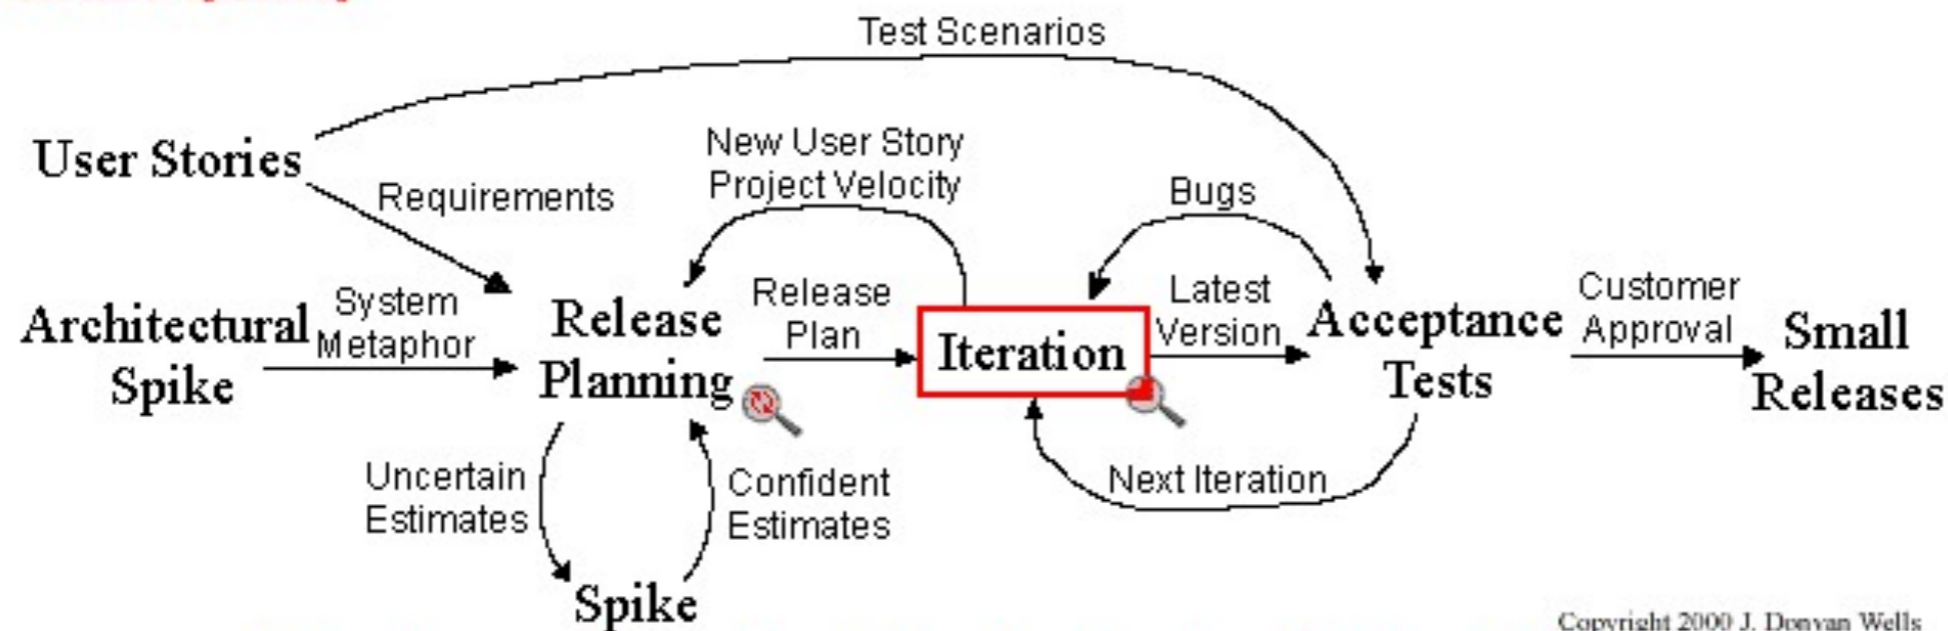 Test Scenarios
User Stories
Requirements
New User Story
Project Velocity
Bugs
Architectural
Spike
System
Metaphor
Release
Planning
Release
Plan
Iteration
Latest
Version
Acceptance
Tests
Customer
Approval
Small
Releases
Uncertain
Estimates
Confident
Estimates
Next Iteration
Spike
Copyright 2000 J. Donvan Wells